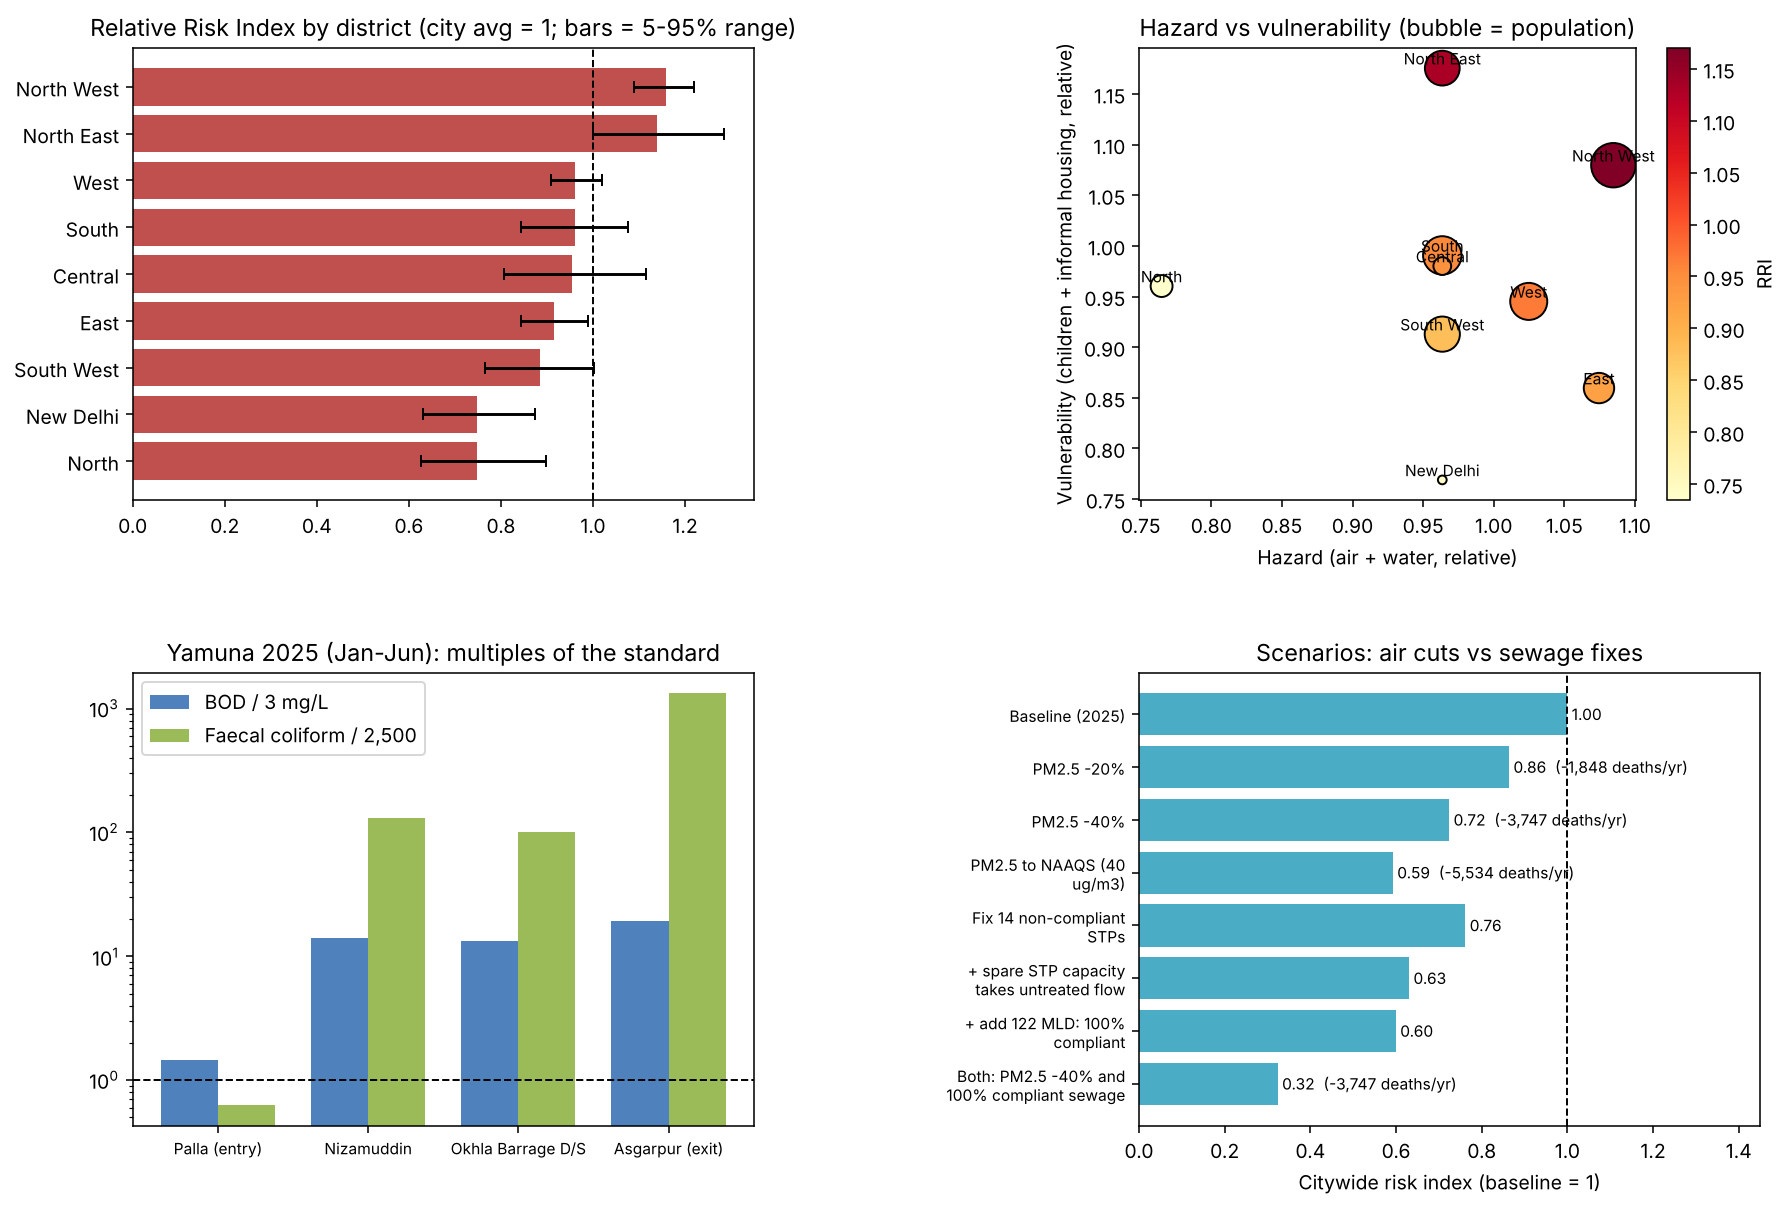 Relative Risk Index by district (city avg = 1; bars = 5-95% range)
North West
North East
West
South
Central
East
South West
New Delhi
North
0.0 0.2 0.4 0.6 0.8 1.0 1.2
Hazard vs vulnerability (bubble = population)
Vulnerability (children + informal housing, relative)
1.15
1.10
1.05
1.00
0.95
0.90
0.85
0.80
0.75
North East
North West
South
Central
North
West
South West
East
New Delhi
0.75 0.80 0.85 0.90 0.95 1.00 1.05 1.10
Hazard (air + water, relative)
1.15
1.10
1.05
1.00
0.95
0.90
0.85
0.80
0.75
RRI
Yamuna 2025 (Jan-Jun): multiples of the standard
BOD / 3 mg/L
Faecal coliform / 2,500
10³
10²
10¹
10⁰
Palla (entry) Nizamuddin Okhla Barrage D/S Asgarpur (exit)
Scenarios: air cuts vs sewage fixes
Baseline (2025)
1.00
PM2.5 -20%
0.86 (-1,848 deaths/yr)
PM2.5 -40%
0.72 (-3,747 deaths/yr)
PM2.5 to NAAQS (40
ug/m3)
0.59 (-5,534 deaths/yr)
Fix 14 non-compliant
STPs
0.76
+ spare STP capacity
takes untreated flow
0.63
+ add 122 MLD: 100%
compliant
0.60
Both: PM2.5 -40% and
100% compliant sewage
0.32 (-3,747 deaths/yr)
0.0 0.2 0.4 0.6 0.8 1.0 1.2 1.4
Citywide risk index (baseline = 1)